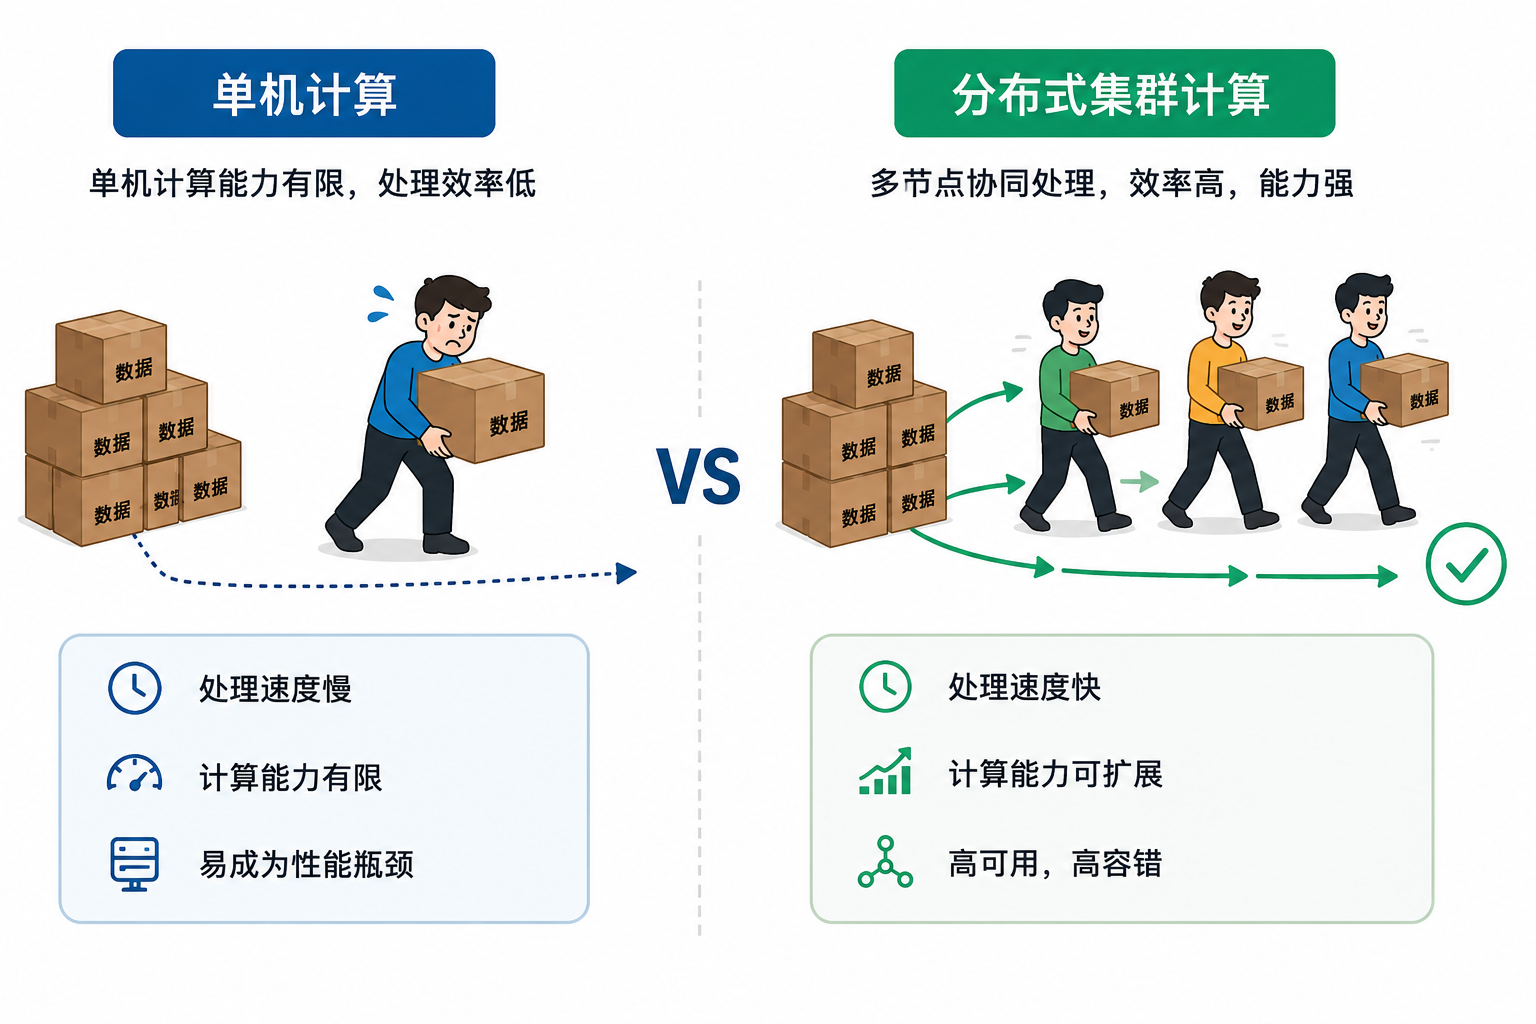 单机计算
单机计算能力有限，处理效率低
数据
数据
数据
数据
数据
数据
处理速度慢
计算能力有限
易成为性能瓶颈
VS
分布式集群计算
多节点协同处理，效率高，能力强
数据
数据
数据
数据
数据
数据
数据
数据
处理速度快
计算能力可扩展
高可用，高容错